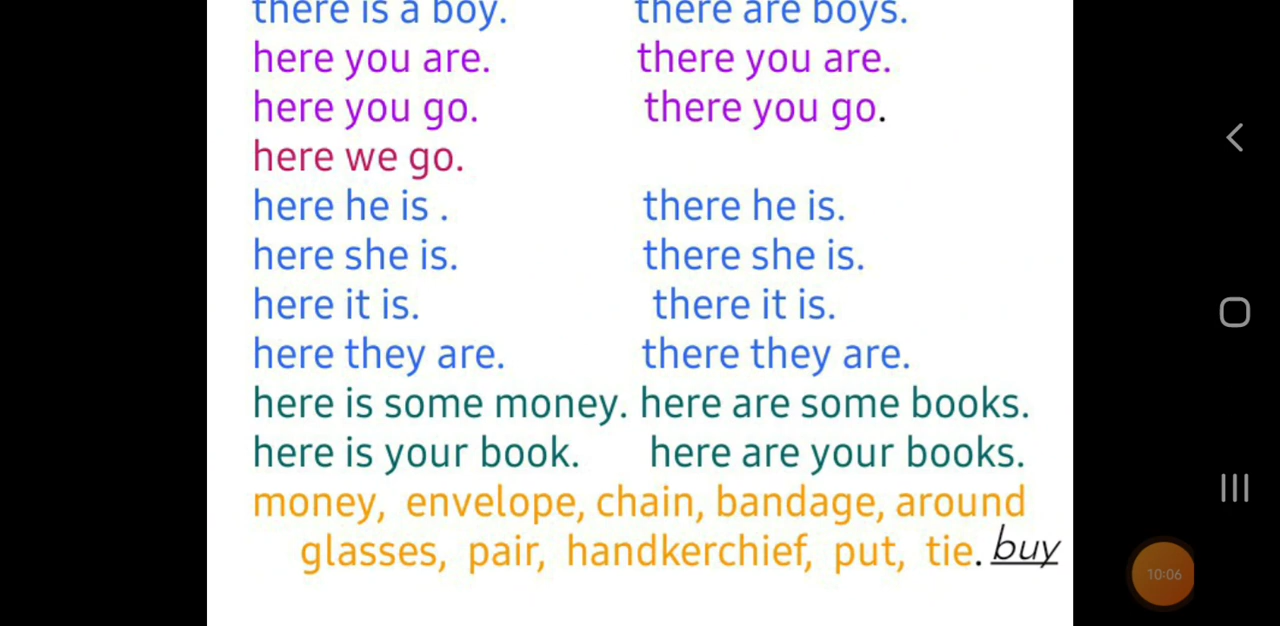 there is a boy. there are boys.
here you are. there you are.
here you go. there you go.
here we go.
here he is . there he is.
here she is. there she is.
here it is. there it is.
here they are. there they are.
here is some money. here are some books.
here is your book. here are your books.
money, envelope, chain, bandage, around
glasses, pair, handkerchief, put, tie. buy
10:06